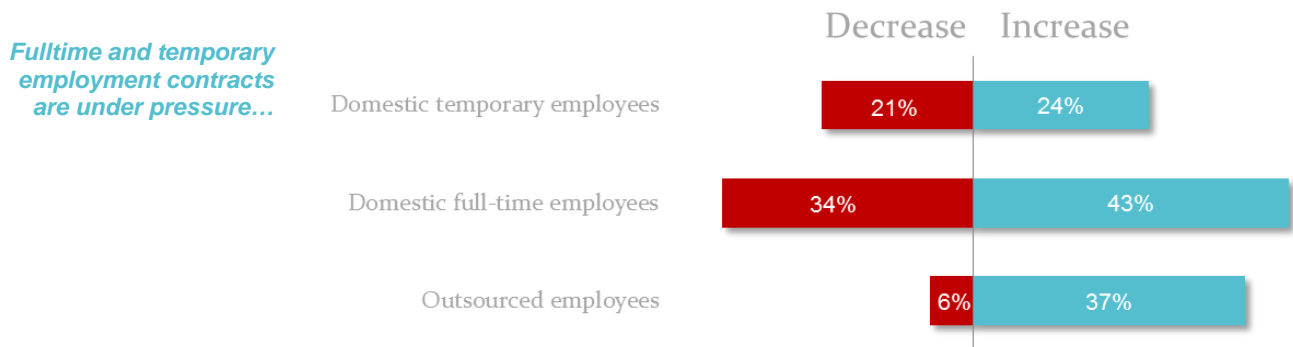 Decrease Increase
Fulltime and temporary
employment contracts
are under pressure…
Domestic temporary employees 21% 24%
Domestic full-time employees 34% 43%
Outsourced employees 6% 37%